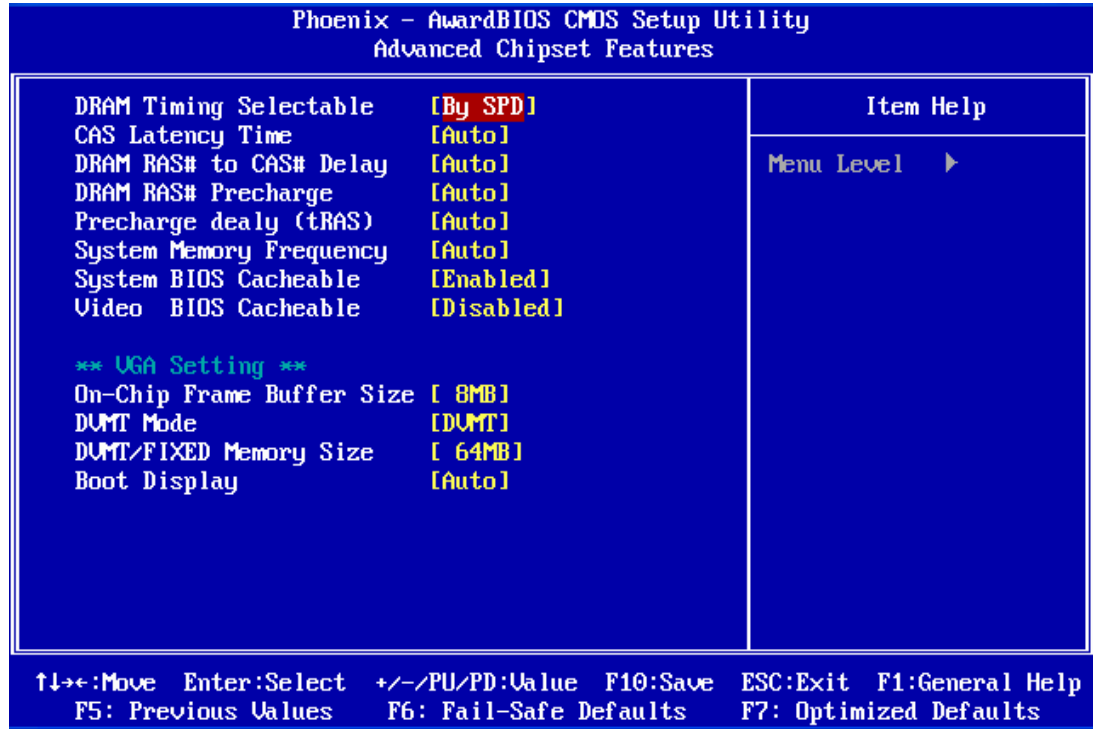 Phoenix - AwardBIOS CMOS Setup Utility
Advanced Chipset Features
DRAM Timing Selectable [By SPD]
CAS Latency Time [Auto]
DRAM RAS# to CAS# Delay [Auto]
DRAM RAS# Precharge [Auto]
Precharge dealy (tRAS) [Auto]
System Memory Frequency [Auto]
System BIOS Cacheable [Enabled]
Video BIOS Cacheable [Disabled]
** VGA Setting **
On-Chip Frame Buffer Size [ 8MB]
DVMT Mode [DVMT]
DVMT/FIXED Memory Size [ 64MB]
Boot Display [Auto]
Item Help
Menu Level ▶
↑↓→←:Move Enter:Select +/-/PU/PD:Value F10:Save ESC:Exit F1:General Help
F5: Previous Values F6: Fail-Safe Defaults F7: Optimized Defaults